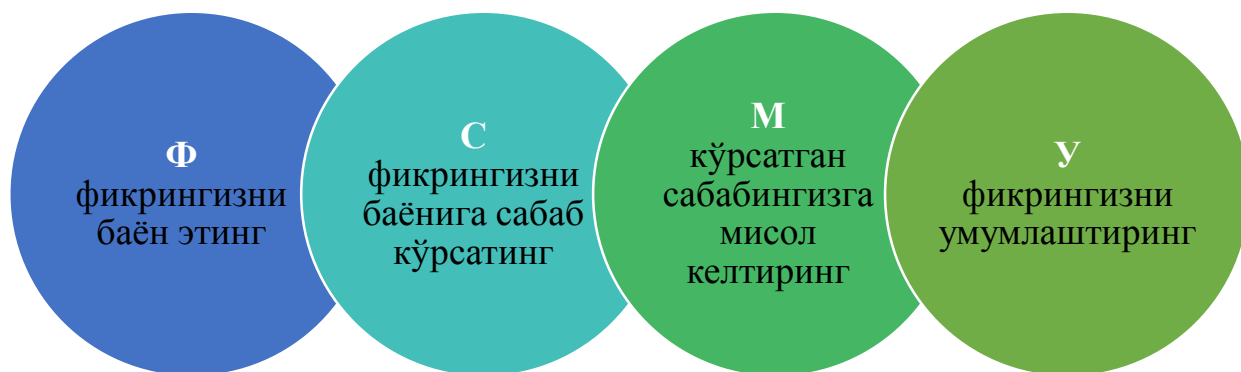 Ф
фикрингизни
баён этинг
С
фикрингизни
баёнига сабаб
кўрсатинг
М
кўрсатган
сабабингизга
мисол
келтиринг
У
фикрингизни
умумлаштиринг